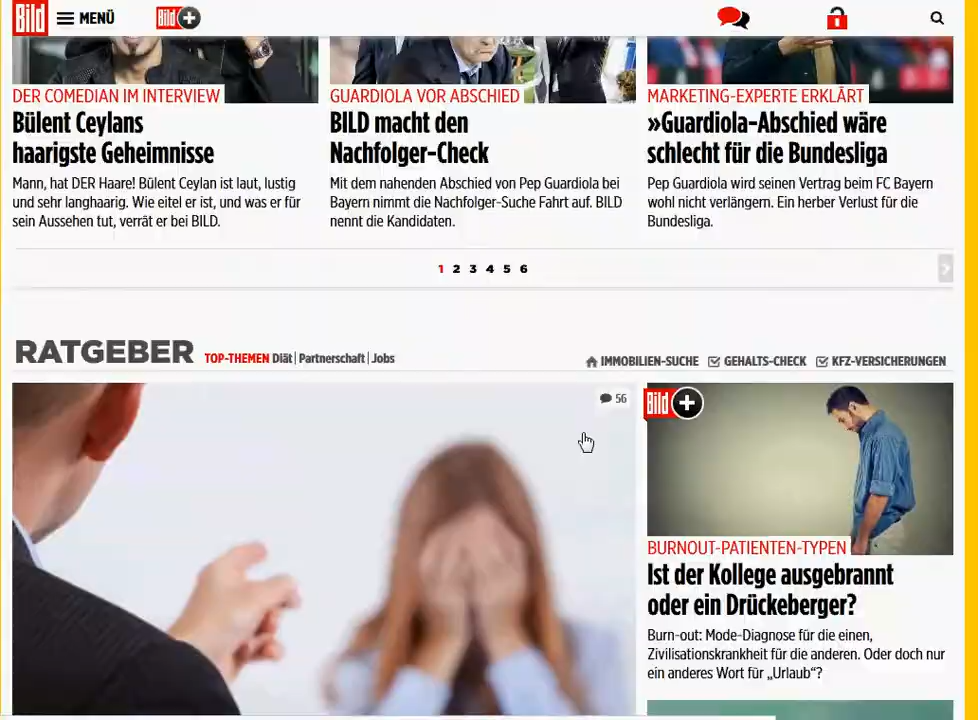 Bild MENÜ Bild+
DER COMEDIAN IM INTERVIEW
Bülent Ceylans
haarigste Geheimnisse
Mann, hat DER Haare! Bülent Ceylan ist laut, lustig
und sehr langhaarig. Wie eitel er ist, und was er für
sein Aussehen tut, verrät er bei BILD.
GUARDIOLA VOR ABSCHIED
BILD macht den
Nachfolger-Check
Mit dem nahenden Abschied von Pep Guardiola bei
Bayern nimmt die Nachfolger-Suche Fahrt auf. BILD
nennt die Kandidaten.
MARKETING-EXPERTE ERKLÄRT
»Guardiola-Abschied wäre
schlecht für die Bundesliga
Pep Guardiola wird seinen Vertrag beim FC Bayern
wohl nicht verlängern. Ein herber Verlust für die
Bundesliga.
1 2 3 4 5 6
RATGEBER TOP-THEMEN Diät | Partnerschaft | Jobs
IMMOBILIEN-SUCHE GEHALTS-CHECK KFZ-VERSICHERUNGEN
56
Bild+
BURNOUT-PATIENTEN-TYPEN
Ist der Kollege ausgebrannt
oder ein Drückeberger?
Burn-out: Mode-Diagnose für die einen,
Zivilisationskrankheit für die anderen. Oder doch nur
ein anderes Wort für „Urlaub“?